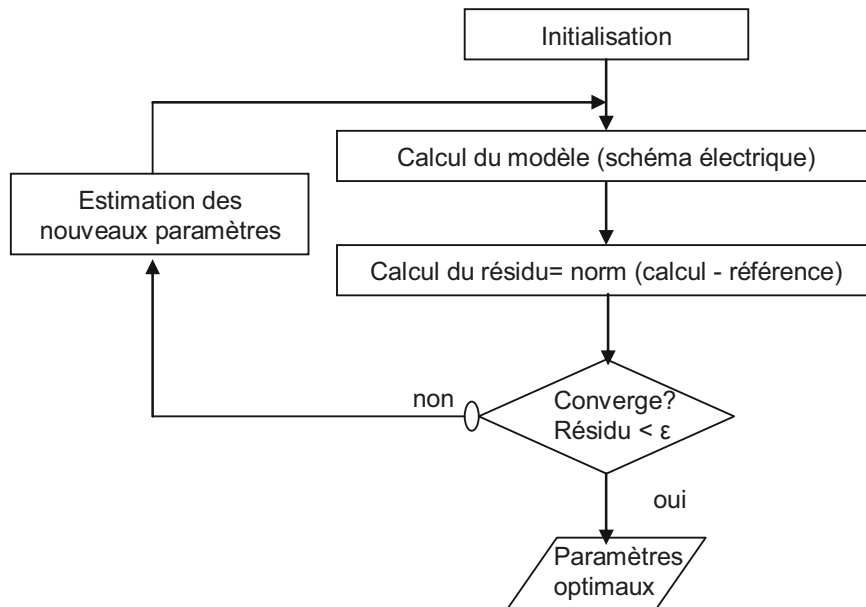 Initialisation
Calcul du modèle (schéma électrique)
Estimation des
nouveaux paramètres
Calcul du résidu= norm (calcul - référence)
non
Converge?
Résidu < ε
oui
Paramètres
optimaux